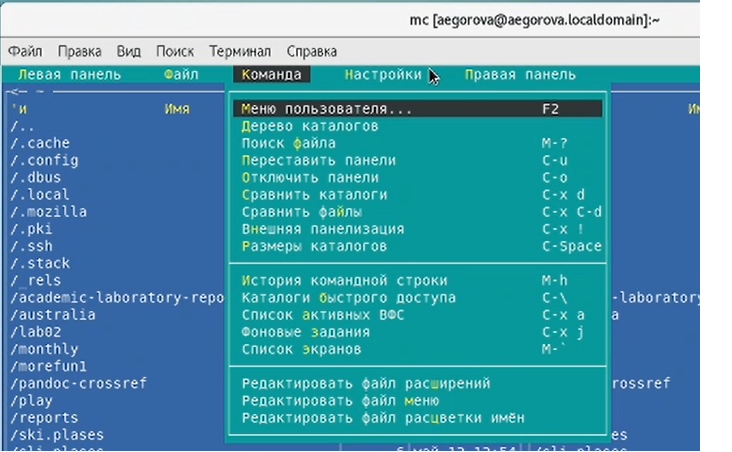 mc [aegorova@aegorova.localdomain]:~
Файл Правка Вид Поиск Терминал Справка
Левая панель Файл Команда Настройки Правая панель
<— ~
'и Имя
/..
/.cache
/.config
/.dbus
/.local
/.mozilla
/.pki
/.ssh
/.stack
/_rels
/academic-laboratory-repo
/australia
/lab02
/monthly
/morefun1
/pandoc-crossref
/play
/reports
/ski.plases
Меню пользователя... F2
Дерево каталогов
Поиск файла M-?
Переставить панели C-u
Отключить панели C-o
Сравнить каталоги C-x d
Сравнить файлы C-x C-d
Внешняя панелизация C-x !
Размеры каталогов C-Space
История командной строки M-h
Каталоги быстрого доступа C-\
Список активных ВФС C-x a
Фоновые задания C-x j
Список экранов M-`
Редактировать файл расширений
Редактировать файл меню
Редактировать файл расцветки имён
-laboratory
a
rossref
es